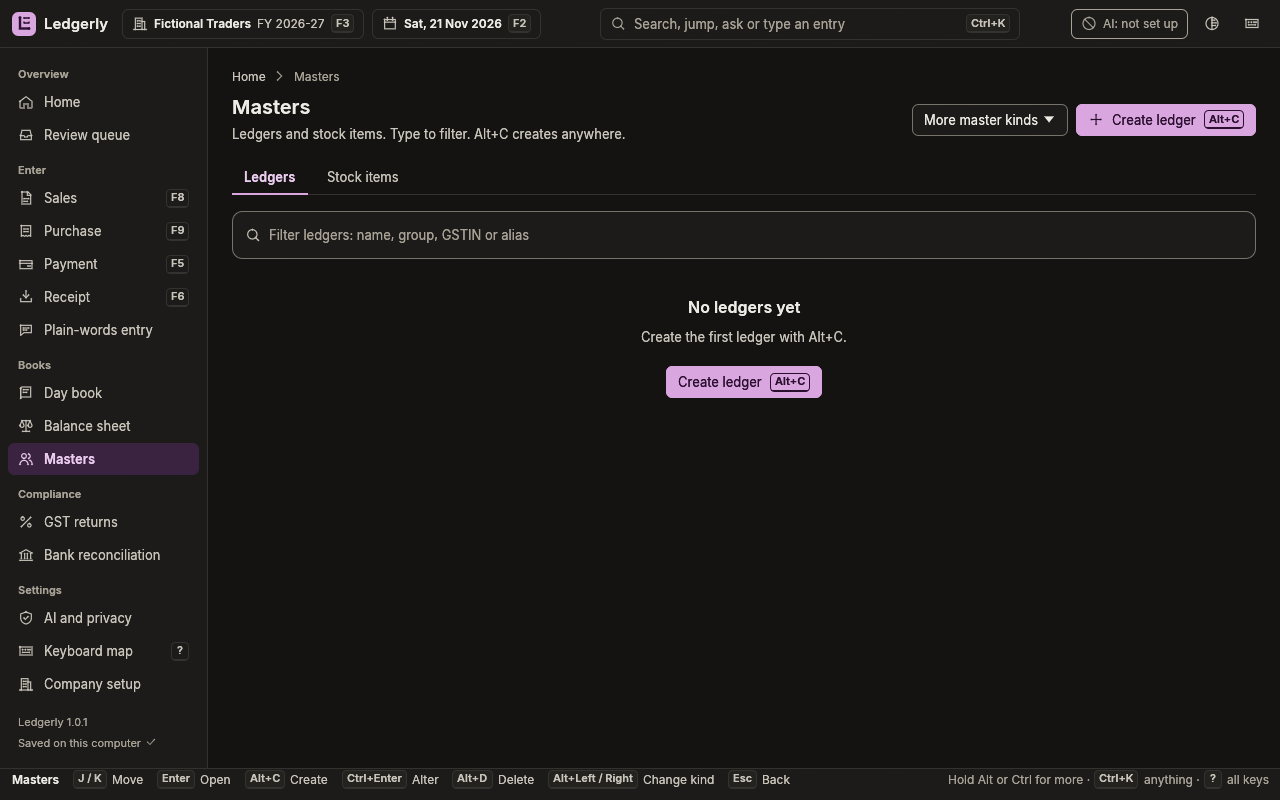 Ledgerly
Fictional Traders FY 2026-27 F3
Sat, 21 Nov 2026 F2
Search, jump, ask or type an entry Ctrl+K
AI: not set up
Overview
Home
Review queue
Enter
Sales F8
Purchase F9
Payment F5
Receipt F6
Plain-words entry
Books
Day book
Balance sheet
Masters
Compliance
GST returns
Bank reconciliation
Settings
AI and privacy
Keyboard map ?
Company setup
Ledgerly 1.0.1
Saved on this computer
Home Masters
Masters
Ledgers and stock items. Type to filter. Alt+C creates anywhere.
More master kinds
Create ledger Alt+C
Ledgers Stock items
Filter ledgers: name, group, GSTIN or alias
No ledgers yet
Create the first ledger with Alt+C.
Create ledger Alt+C
Masters J / K Move Enter Open Alt+C Create Ctrl+Enter Alter Alt+D Delete Alt+Left / Right Change kind Esc Back
Hold Alt or Ctrl for more · Ctrl+K anything · ? all keys